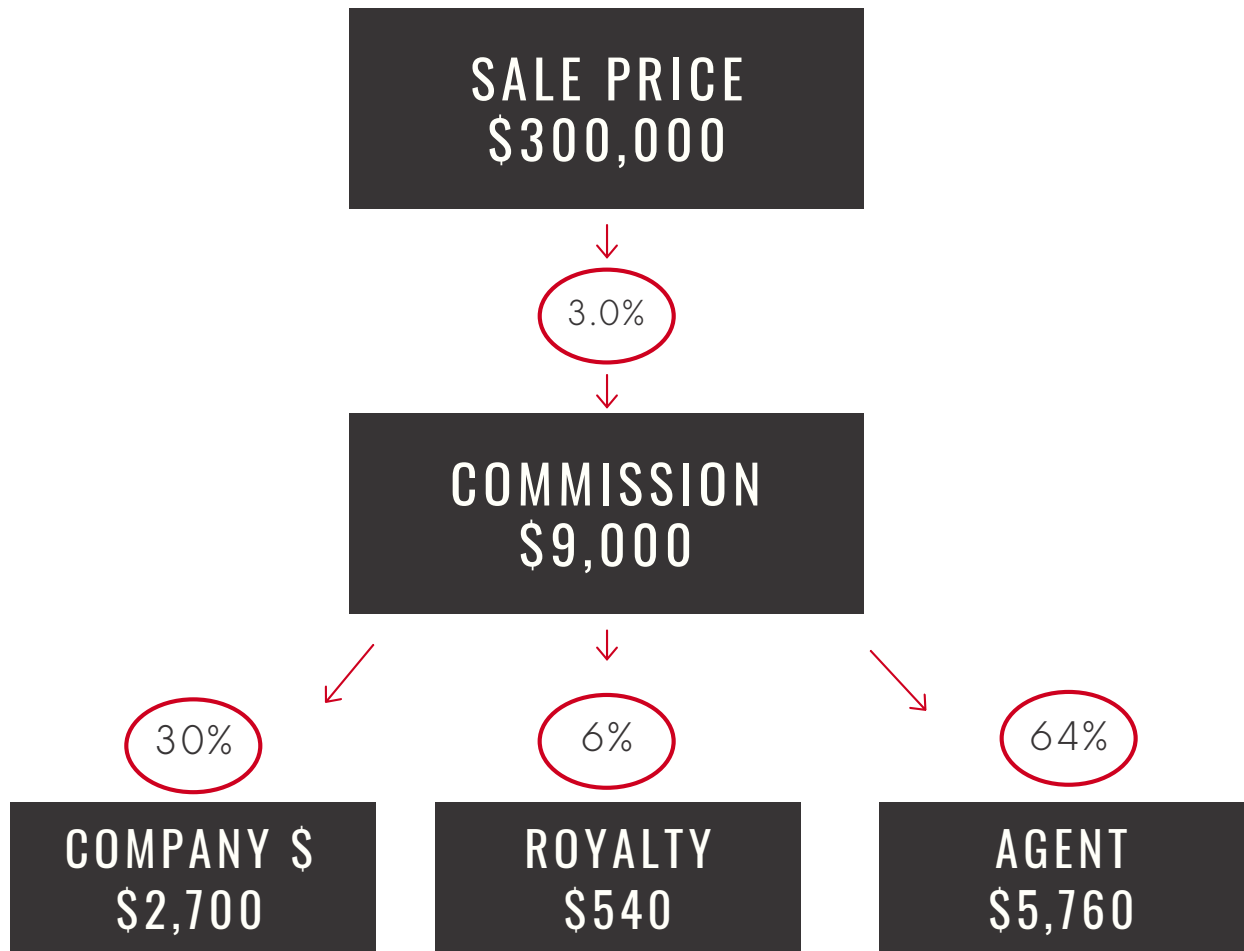 SALE PRICE
$300,000
3.0%
COMMISSION
$9,000
30%
6%
64%
COMPANY $
$2,700
ROYALTY
$540
AGENT
$5,760